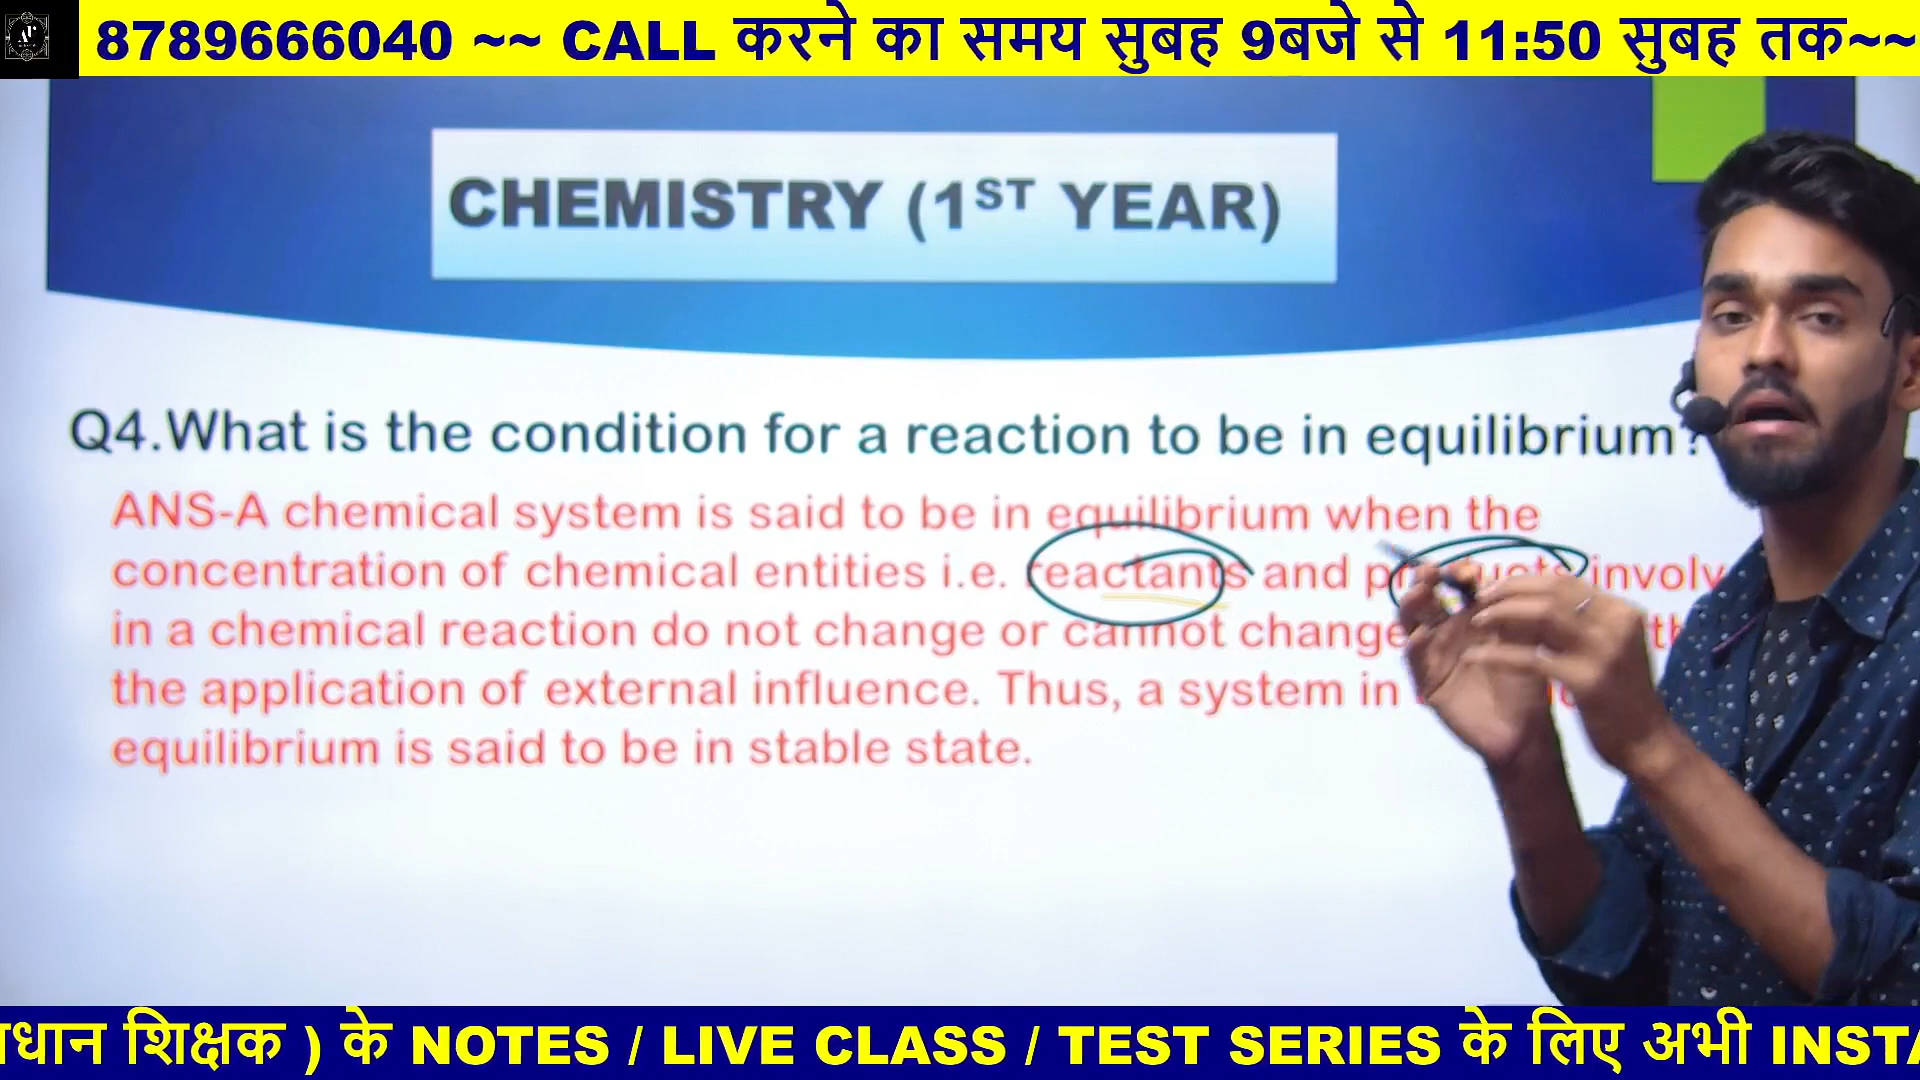 8789666040 ~~ CALL करने का समय सुबह 9बजे से 11:50 सुबह तक~~
CHEMISTRY (1ST YEAR)
Q4.What is the condition for a reaction to be in equilibrium?
ANS-A chemical system is said to be in equilibrium when the
concentration of chemical entities i.e. reactants and products involv
in a chemical reaction do not change or cannot change
the application of external influence. Thus, a system in
equilibrium is said to be in stable state.
शिक्षक ) के NOTES / LIVE CLASS / TEST SERIES के लिए अभी INSTA